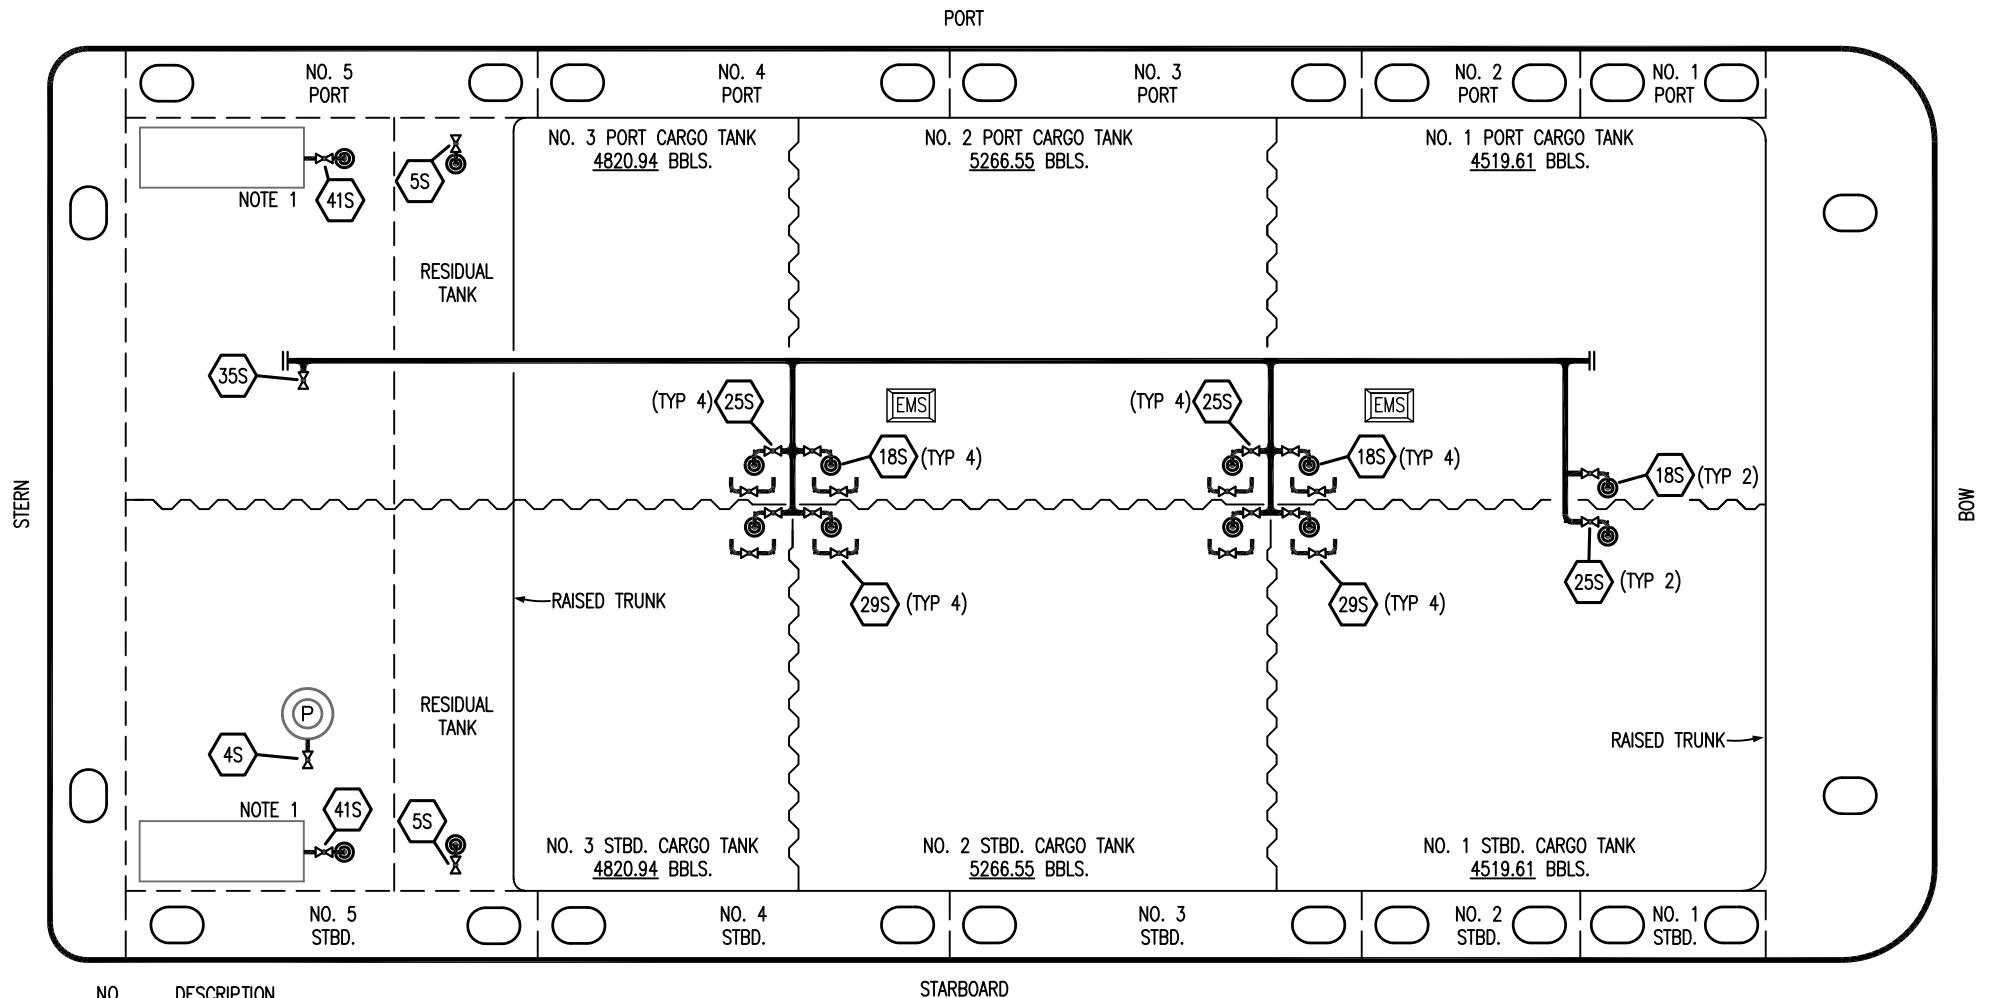 PORT
NO. 5
PORT
NO. 4
PORT
NO. 3
PORT
NO. 2
PORT
NO. 1
PORT
NO. 3 PORT CARGO TANK
4820.94 BBLS.
NO. 2 PORT CARGO TANK
5266.55 BBLS.
NO. 1 PORT CARGO TANK
4519.61 BBLS.
NOTE 1
41S
5S
RESIDUAL
TANK
35S
(TYP 4) 25S
EMS
(TYP 4) 25S
EMS
18S (TYP 4)
18S (TYP 4)
18S (TYP 2)
STERN
BOW
25S (TYP 2)
RAISED TRUNK
29S (TYP 4)
29S (TYP 4)
RESIDUAL
TANK
P
4S
RAISED TRUNK
NOTE 1
41S
5S
NO. 3 STBD. CARGO TANK
4820.94 BBLS.
NO. 2 STBD. CARGO TANK
5266.55 BBLS.
NO. 1 STBD. CARGO TANK
4519.61 BBLS.
NO. 5
STBD.
NO. 4
STBD.
NO. 3
STBD.
NO. 2
STBD.
NO. 1
STBD.
STARBOARD
NO. DESCRIPTION